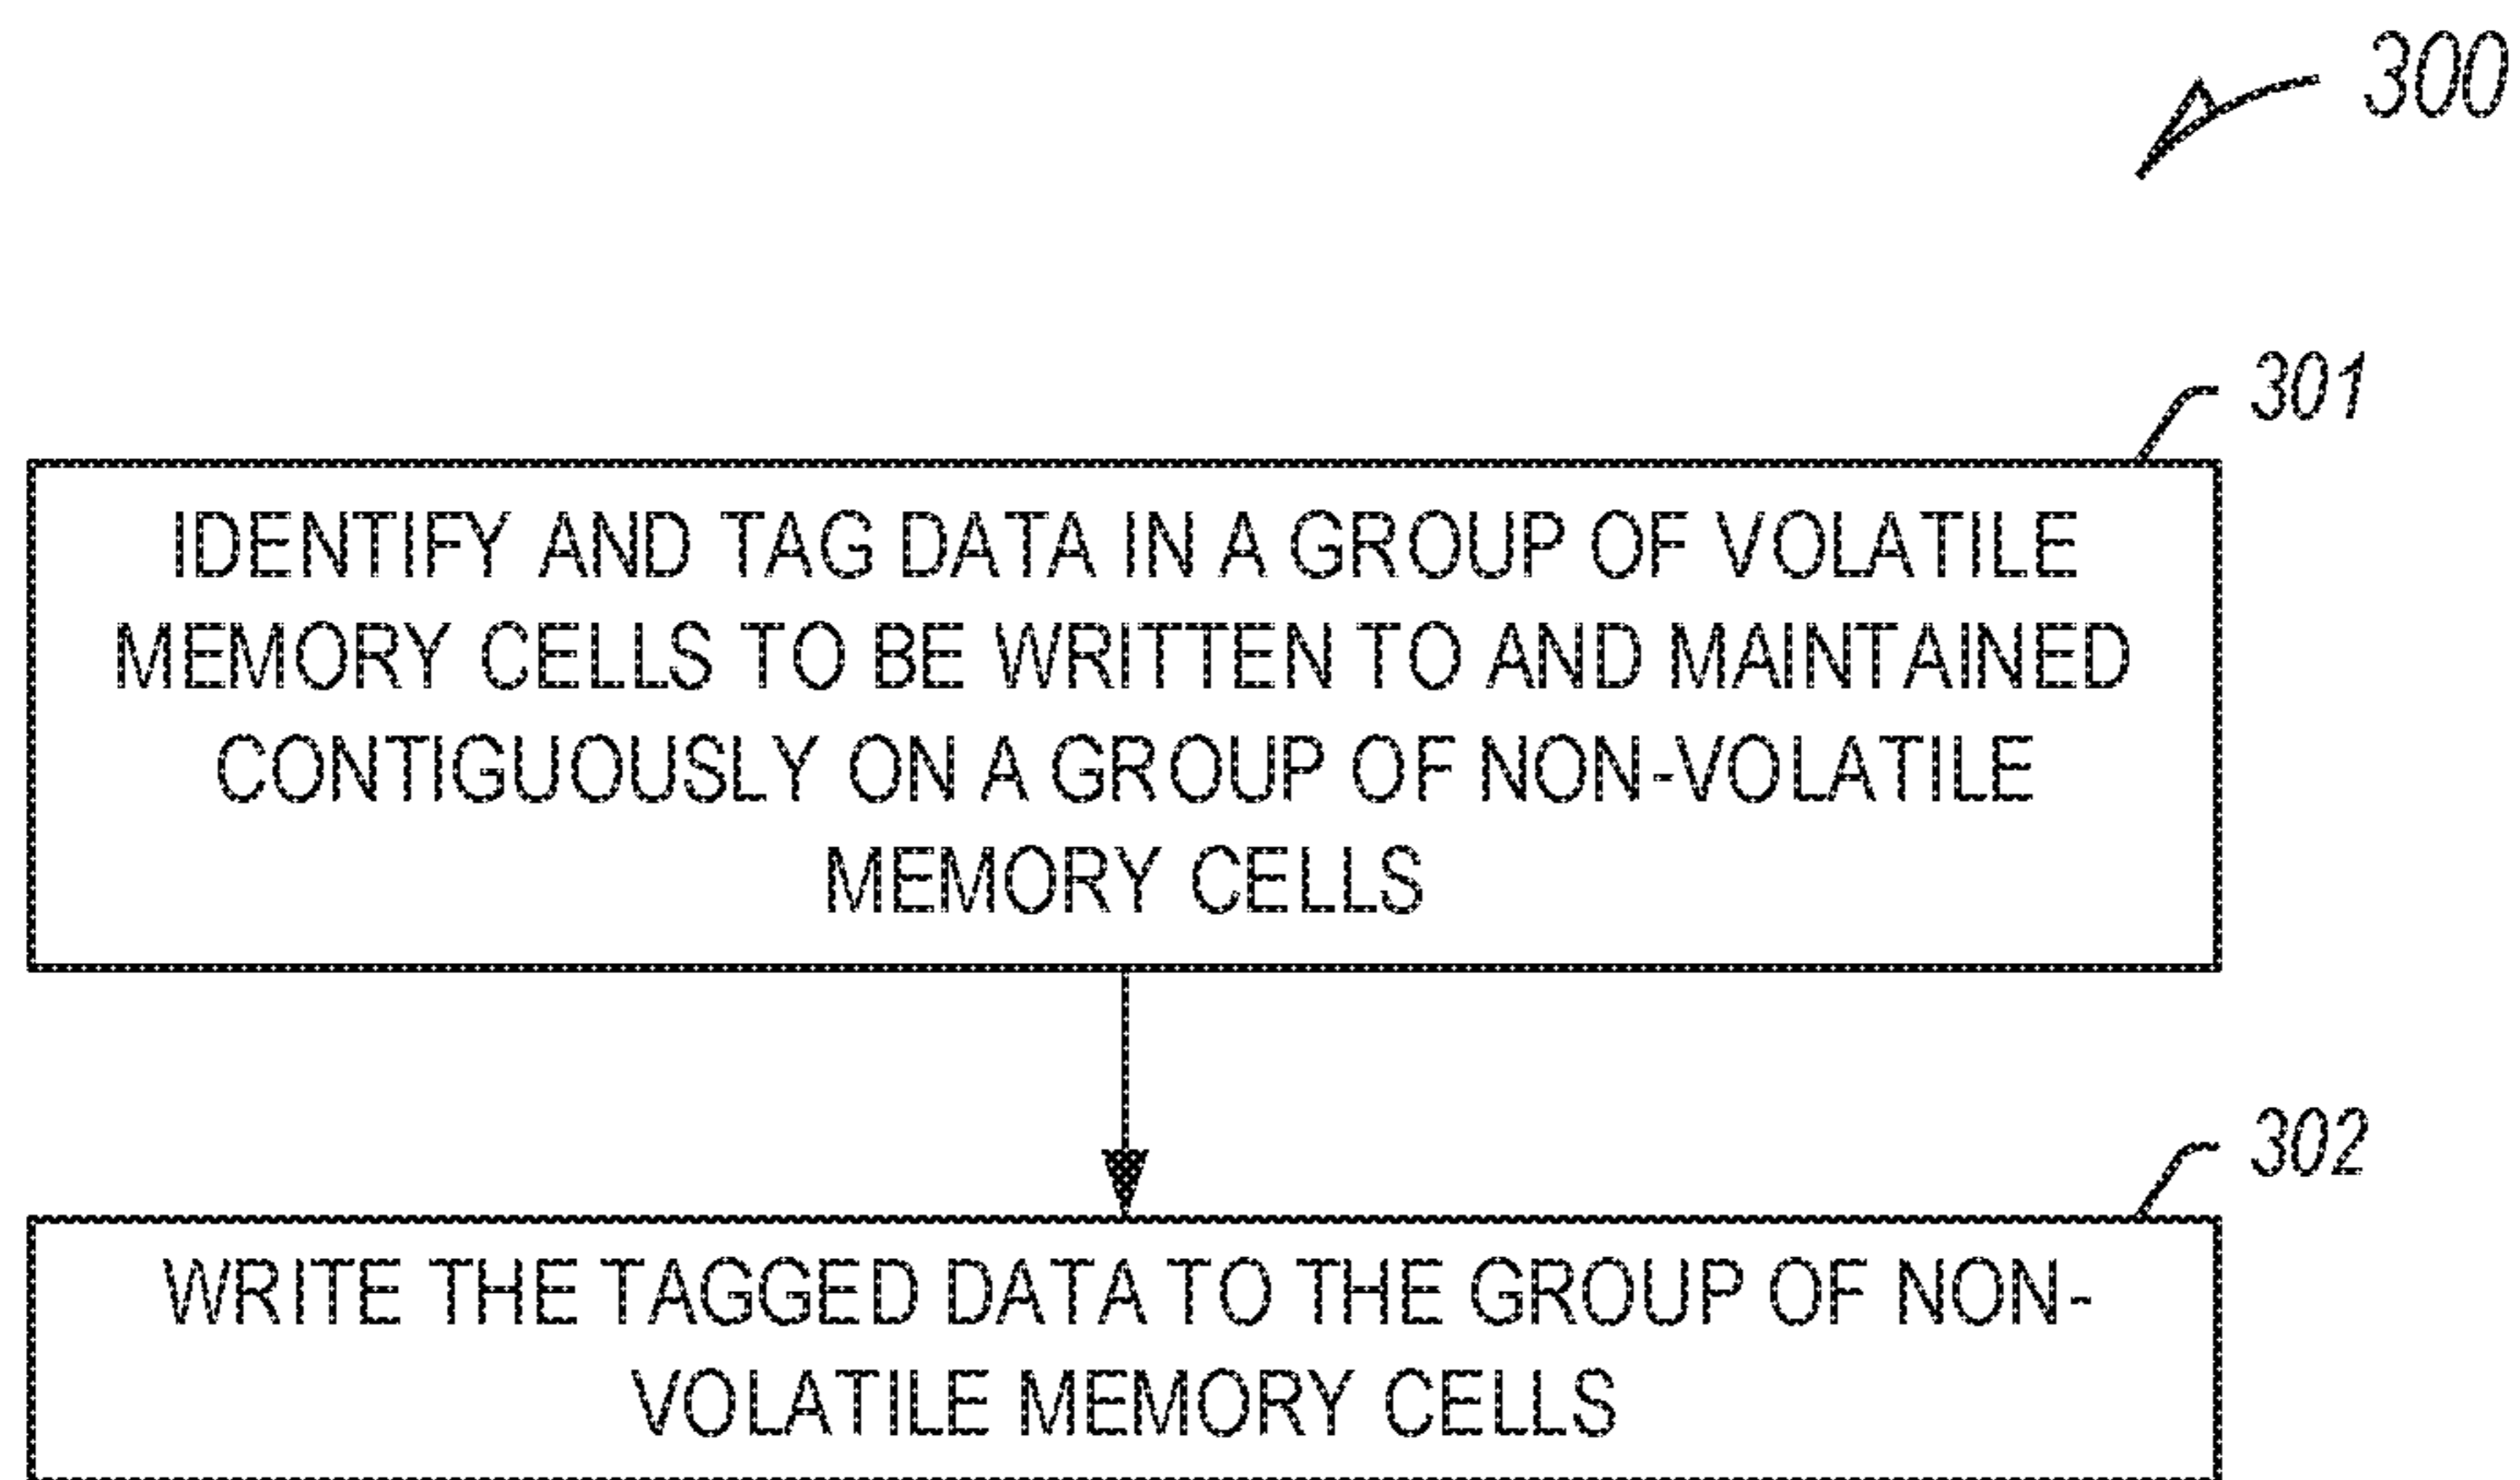 300
301
IDENTIFY AND TAG DATA IN A GROUP OF VOLATILE
MEMORY CELLS TO BE WRITTEN TO AND MAINTAINED
CONTIGUOUSLY ON A GROUP OF NON-VOLATILE
MEMORY CELLS
302
WRITE THE TAGGED DATA TO THE GROUP OF NON-
VOLATILE MEMORY CELLS